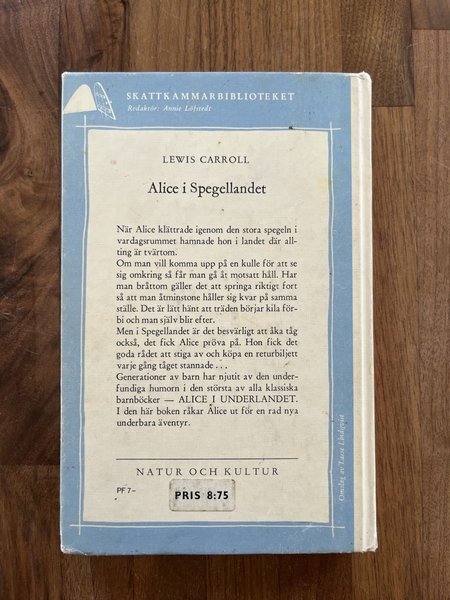 SKATTKAMMARBIBLIOTEKET
Redaktör: Annie Löfstedt
LEWIS CARROLL
Alice i Spegellandet
När Alice klättrade igenom den stora spegeln i
vardagsrummet hamnade hon i landet där all-
ting är tvärtom.
Om man vill komma upp på en kulle för att se
sig omkring så får man gå åt motsatt håll. Har
man bråttom gäller det att springa riktigt fort
så att man åtminstone håller sig kvar på samma
ställe. Det är lätt hänt att träden börjar kila för-
bi och man själv blir efter.
Men i Spegellandet är det besvärligt att åka tåg
också, det fick Alice pröva på. Hon fick det
goda rådet att stiga av och köpa en returbiljett
varje gång tåget stannade . . .
Generationer av barn har njutit av den under-
fundiga humorn i den största av alla klassiska
barnböcker — ALICE I UNDERLANDET.
I den här boken råkar Alice ut för en rad nya
underbara äventyr.
NATUR OCH KULTUR
PF 7–
PRIS 8:75
Omslag av Lasse Lindqvist